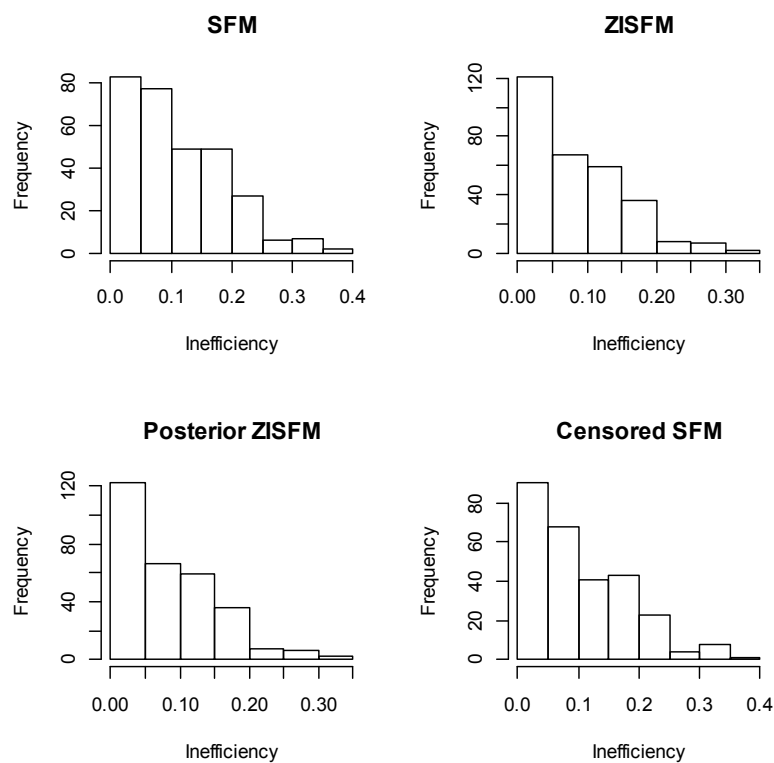 SFM
Frequency
0 20 40 60 80
0.0 0.1 0.2 0.3 0.4
Inefficiency
ZISFM
Frequency
0 40 80 120
0.00 0.10 0.20 0.30
Inefficiency
Posterior ZISFM
Frequency
0 40 80 120
0.00 0.10 0.20 0.30
Inefficiency
Censored SFM
Frequency
0 20 40 60 80
0.0 0.1 0.2 0.3 0.4
Inefficiency